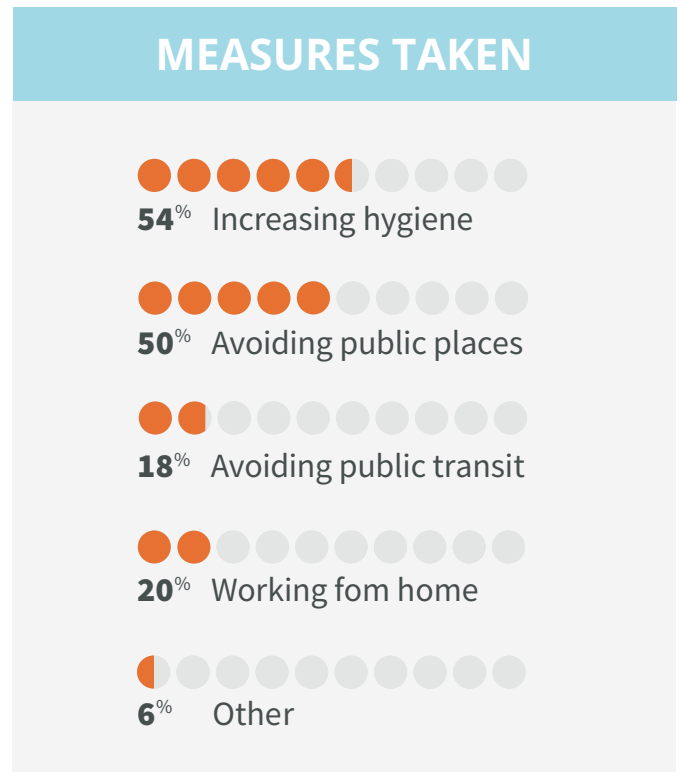 MEASURES TAKEN
54% Increasing hygiene
50% Avoiding public places
18% Avoiding public transit
20% Working fom home
6% Other